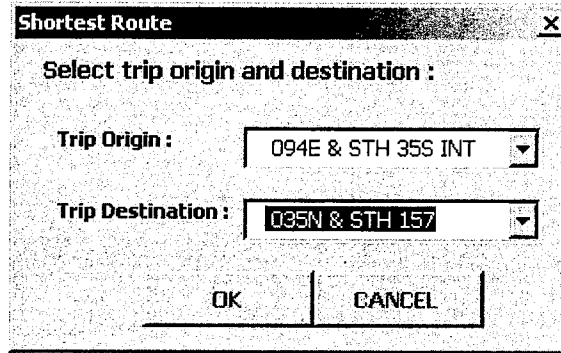 Shortest Route
Select trip origin and destination :
Trip Origin : 094E & STH 35S INT
Trip Destination : 035N & STH 157
OK CANCEL